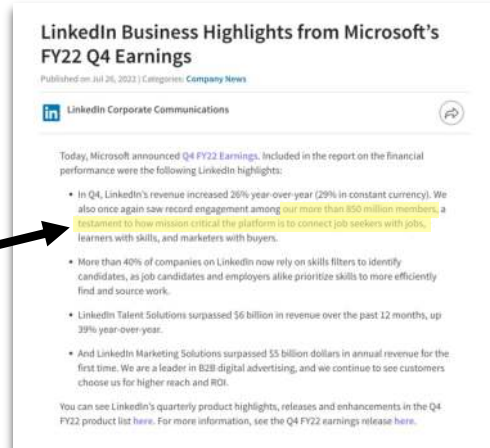 LinkedIn Business Highlights from Microsoft's
FY22 Q4 Earnings
Published on Jul 26, 2022 | Categories: Company News
in LinkedIn Corporate Communications
Today, Microsoft announced Q4 FY22 Earnings. Included in the report on the financial
performance were the following LinkedIn highlights:
• In Q4, LinkedIn's revenue increased 26% year-over-year (29% in constant currency). We
also once again saw record engagement among our more than 850 million members, a
testament to how mission critical the platform is to connect job seekers with jobs,
learners with skills, and marketers with buyers.
• More than 40% of companies on LinkedIn now rely on skills filters to identify
candidates, as job candidates and employers alike prioritize skills to more efficiently
find and source work.
• LinkedIn Talent Solutions surpassed $6 billion in revenue over the past 12 months, up
39% year-over-year.
• And LinkedIn Marketing Solutions surpassed $5 billion dollars in annual revenue for the
first time. We are a leader in B2B digital advertising, and we continue to see customers
choose us for higher reach and ROI.
You can see LinkedIn's quarterly product highlights, releases and enhancements in the Q4
FY22 product list here. For more information, see the Q4 FY22 earnings release here.